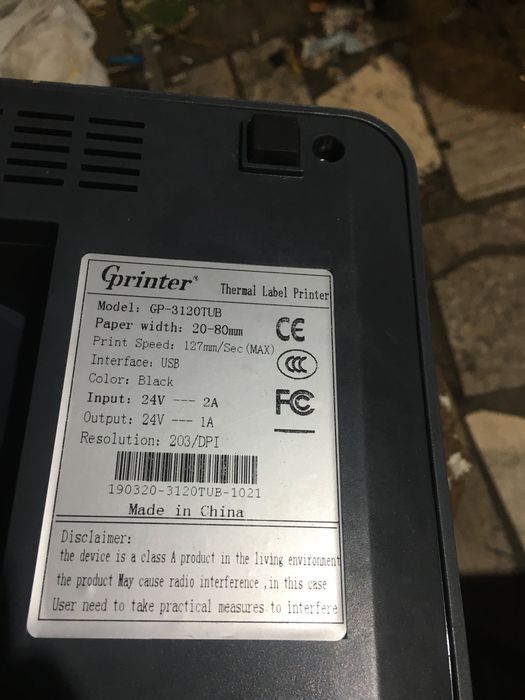 Gprinter® Thermal Label Printer
Model: GP-3120TUB
Paper width: 20-80mm
Print Speed: 127mm/Sec(MAX)
Interface: USB
Color: Black
Input: 24V --- 2A
Output: 24V --- 1A
Resolution: 203/DPI
CE
CCC
FC
190320-3120TUB-1021
Made in China
Disclaimer:
the device is a class A product in the living environment
the product May cause radio interference ,in this case
User need to take practical measures to interfere